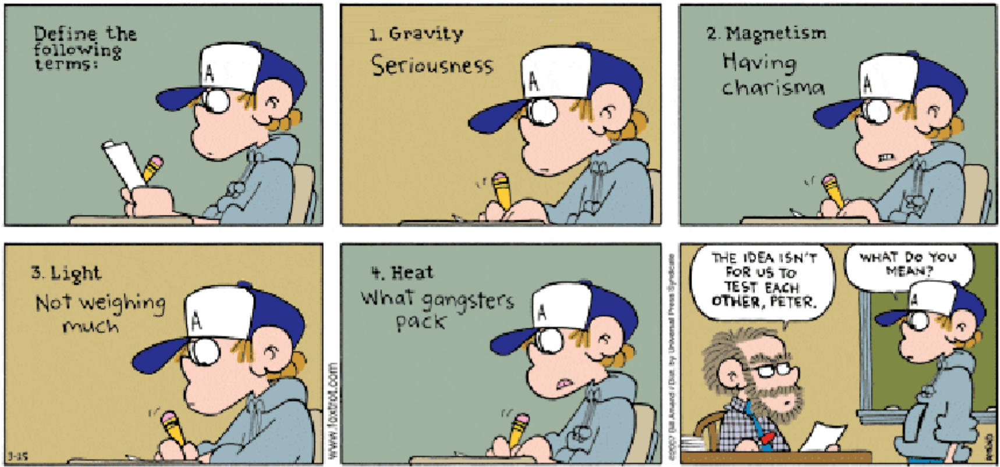 Define the
following
terms:
A
1. Gravity
Seriousness
A
2. Magnetism
Having
charisma
A
3. Light
Not weighing
much
A
3-25
www.foxtrot.com
4. Heat
What gangsters
pack
A
©2007 Bill Amend / Dist. by Universal Press Syndicate
THE IDEA ISN'T
FOR US TO
TEST EACH
OTHER, PETER.
WHAT DO YOU
MEAN?
A
AMEND